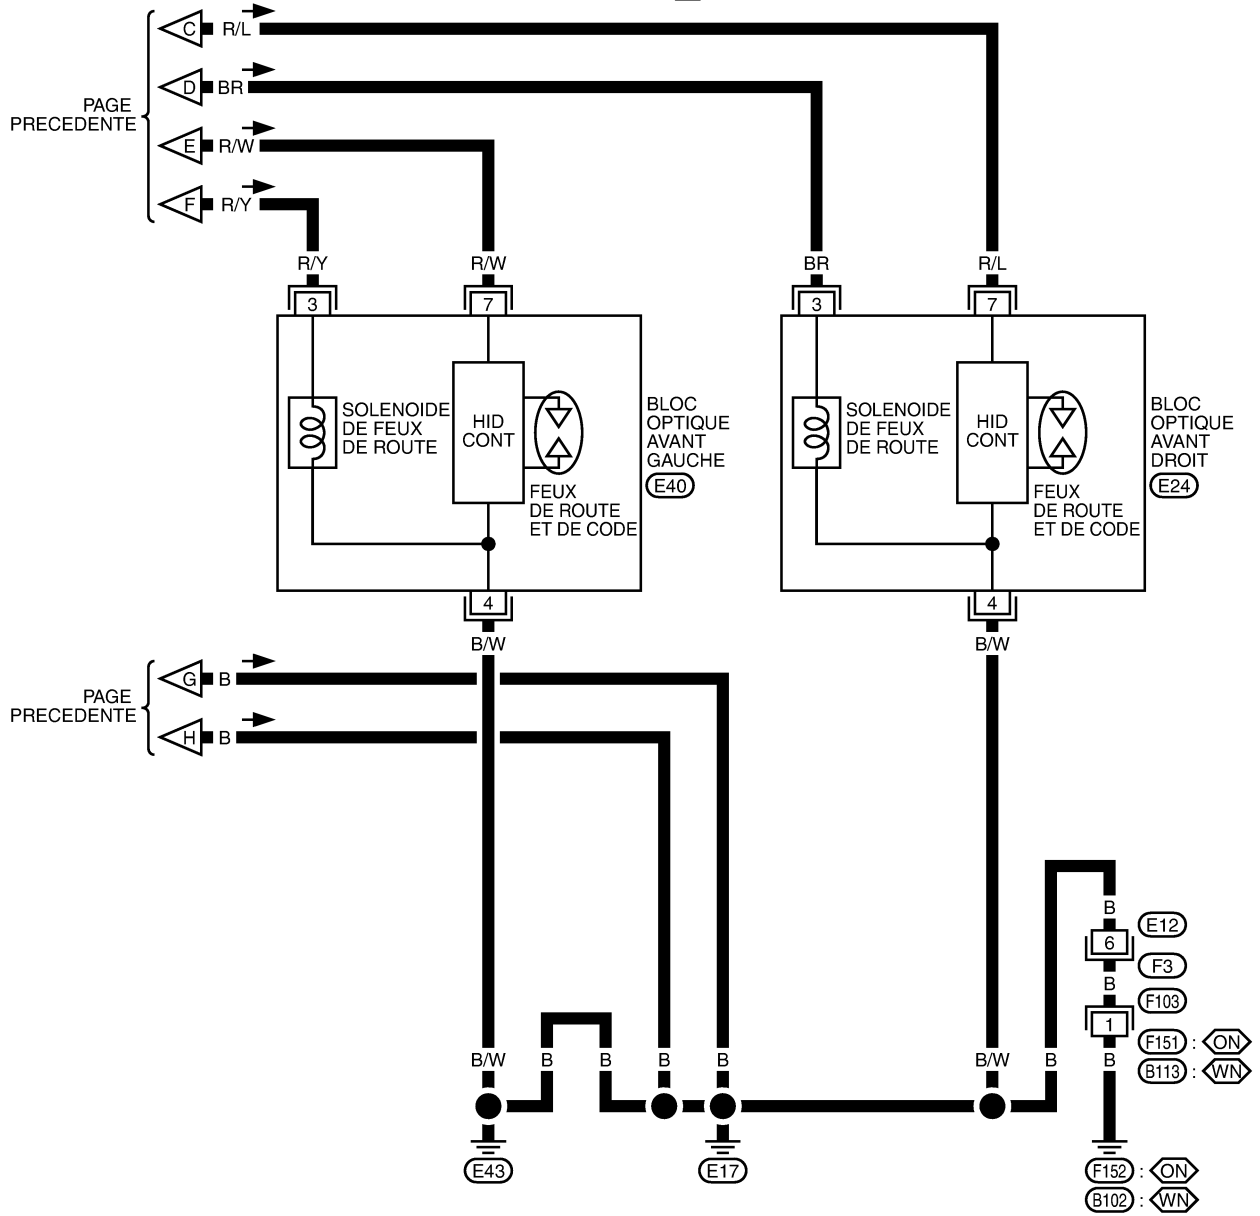 C R/L
D BR
PAGE
PRECEDENTE
E R/W
F R/Y
R/Y R/W BR R/L
3 7 3 7
SOLENOIDE
DE FEUX
DE ROUTE
HID
CONT
FEUX
DE ROUTE
ET DE CODE
BLOC
OPTIQUE
AVANT
GAUCHE
E40
SOLENOIDE
DE FEUX
DE ROUTE
HID
CONT
FEUX
DE ROUTE
ET DE CODE
BLOC
OPTIQUE
AVANT
DROIT
E24
4 4
B/W B/W
G B
PAGE
PRECEDENTE
H B
B
E12
6
F3
B
F103
1
F151 : ON
B113 : WN
B/W B B B B B/W B B
E43 E17
F152 : ON
B102 : WN